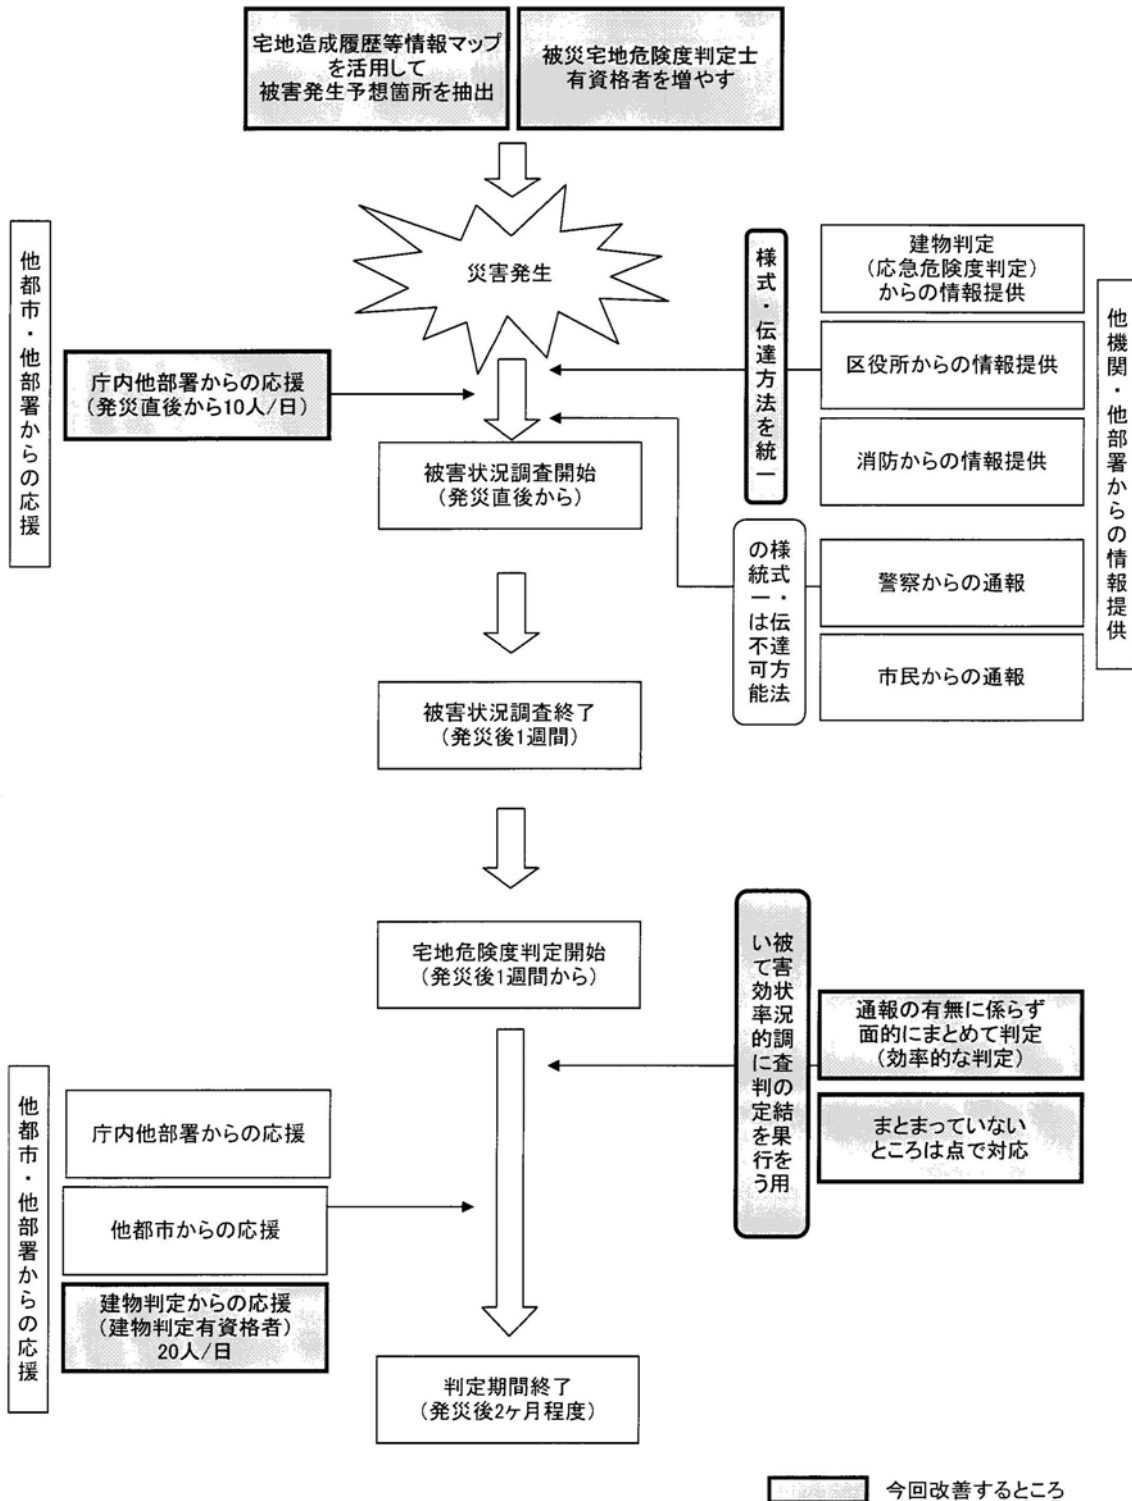 宅地造成履歴等情報マップ
を活用して
被害発生予想箇所を抽出
被災宅地危険度判定士
有資格者を増やす
災害発生
他都市・他部署からの応援
庁内他部署からの応援
(発災直後から10人/日)
様式・伝達方法を統一
建物判定
(応急危険度判定)
からの情報提供
区役所からの情報提供
消防からの情報提供
他機関・他部署からの情報提供
被害状況調査開始
(発災直後から)
様式・伝達方法
の統一は不可能
警察からの通報
市民からの通報
被害状況調査終了
(発災後1週間)
宅地危険度判定開始
(発災後1週間から)
被害状況調査の結果を用
いて効率的に判定を行う
通報の有無に係らず
面的にまとめて判定
(効率的な判定)
まとまっていない
ところは点で対応
他都市・他部署からの応援
庁内他部署からの応援
他都市からの応援
建物判定からの応援
(建物判定有資格者)
20人/日
判定期間終了
(発災後2ヶ月程度)
今回改善するところ